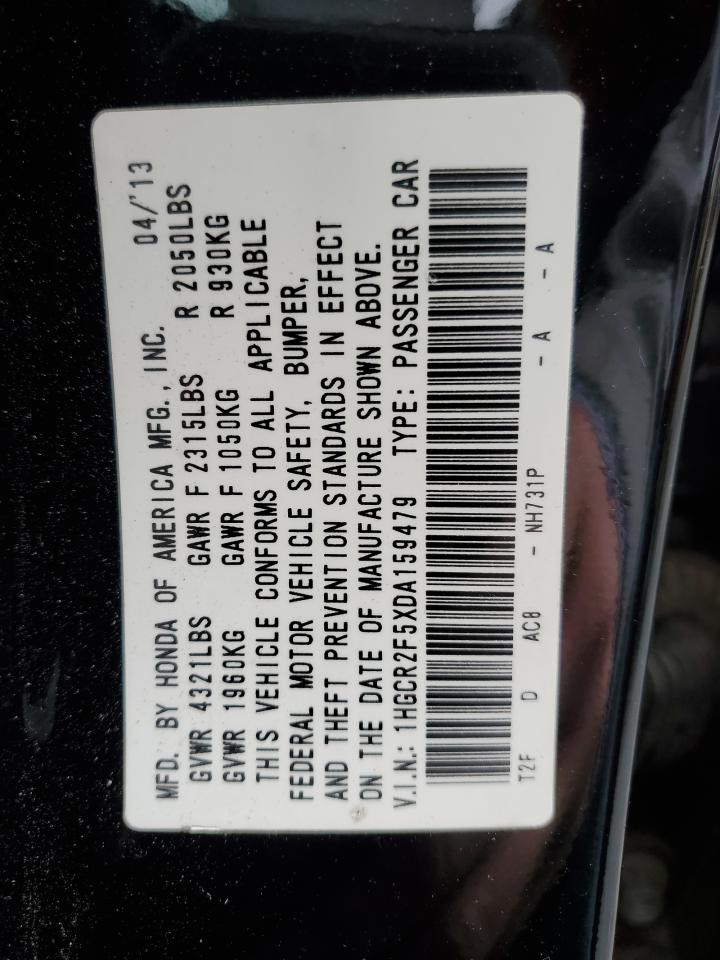 MFD. BY HONDA OF AMERICA MFG., INC. 04/'13
GVWR 4321LBS GAWR F 2315LBS R 2050LBS
GVWR 1960KG GAWR F 1050KG R 930KG
THIS VEHICLE CONFORMS TO ALL APPLICABLE
FEDERAL MOTOR VEHICLE SAFETY, BUMPER,
AND THEFT PREVENTION STANDARDS IN EFFECT
ON THE DATE OF MANUFACTURE SHOWN ABOVE.
V.I.N.: 1HGCR2F5XDA159479 TYPE: PASSENGER CAR
T2F D AC8 - NH731P - A - A